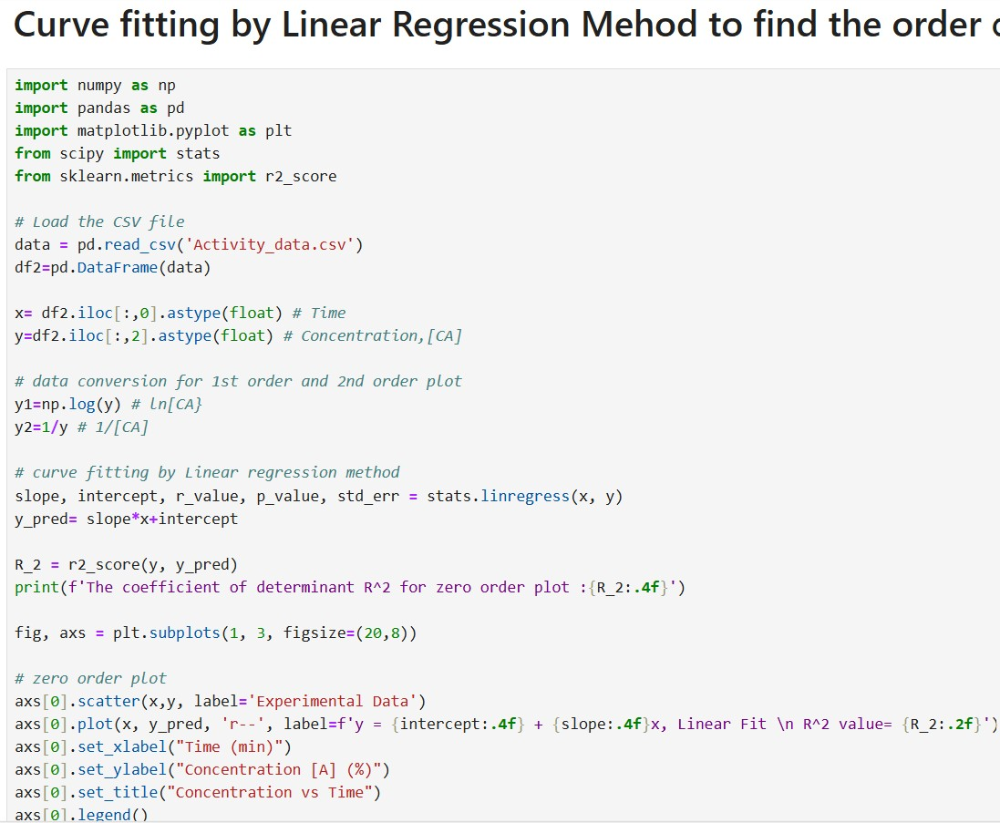 Curve fitting by Linear Regression Mehod to find the order
import numpy as np
import pandas as pd
import matplotlib.pyplot as plt
from scipy import stats
from sklearn.metrics import r2_score
# Load the CSV file
data = pd.read_csv('Activity_data.csv')
df2=pd.DataFrame(data)
x= df2.iloc[:,0].astype(float) # Time
y=df2.iloc[:,2].astype(float) # Concentration,[CA]
# data conversion for 1st order and 2nd order plot
y1=np.log(y) # ln[CA}
y2=1/y # 1/[CA]
# curve fitting by Linear regression method
slope, intercept, r_value, p_value, std_err = stats.linregress(x, y)
y_pred= slope*x+intercept
R_2 = r2_score(y, y_pred)
print(f'The coefficient of determinant R^2 for zero order plot :{R_2:.4f}')
fig, axs = plt.subplots(1, 3, figsize=(20,8))
# zero order plot
axs[0].scatter(x,y, label='Experimental Data')
axs[0].plot(x, y_pred, 'r--', label=f'y = {intercept:.4f} + {slope:.4f}x, Linear Fit \n R^2 value= {R_2:.2f}')
axs[0].set_xlabel("Time (min)")
axs[0].set_ylabel("Concentration [A] (%)")
axs[0].set_title("Concentration vs Time")
axs[0].legend()